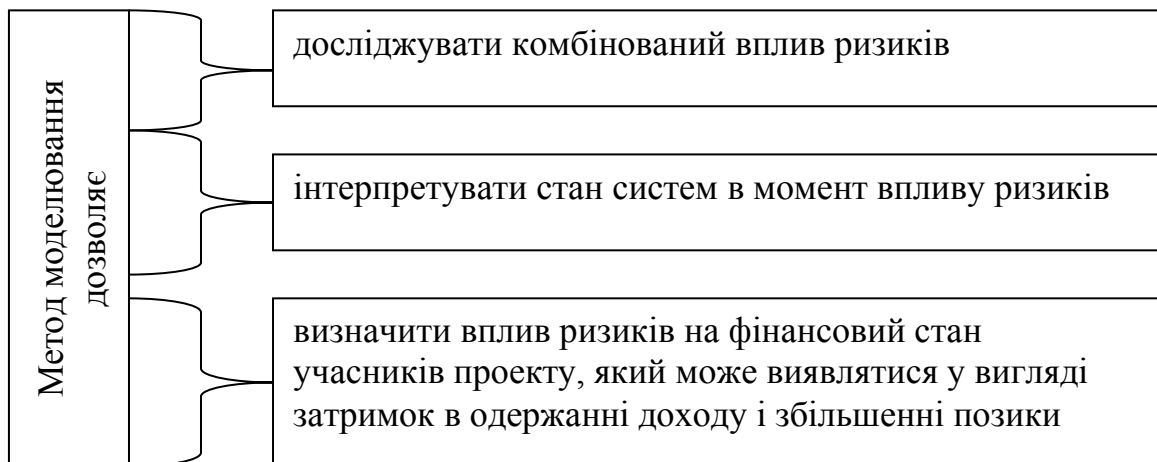 Метод моделювання
дозволяє
досліджувати комбінований вплив ризиків
інтерпретувати стан систем в момент впливу ризиків
визначити вплив ризиків на фінансовий стан
учасників проекту, який може виявлятися у вигляді
затримок в одержанні доходу і збільшенні позики